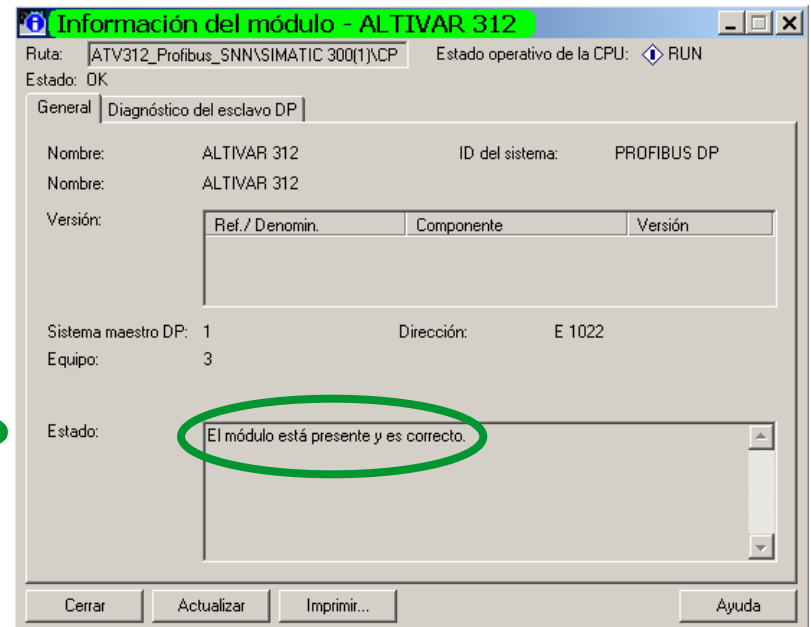 Información del módulo - ALTIVAR 312
Ruta: ATV312_Profibus_SNN\SIMATIC 300(1)\CP Estado operativo de la CPU: RUN
Estado: OK
General Diagnóstico del esclavo DP
Nombre: ALTIVAR 312 ID del sistema: PROFIBUS DP
Nombre: ALTIVAR 312
Versión: Ref./ Denomin. Componente Versión
Sistema maestro DP: 1 Dirección: E 1022
Equipo: 3
Estado: El módulo está presente y es correcto.
Cerrar Actualizar Imprimir... Ayuda